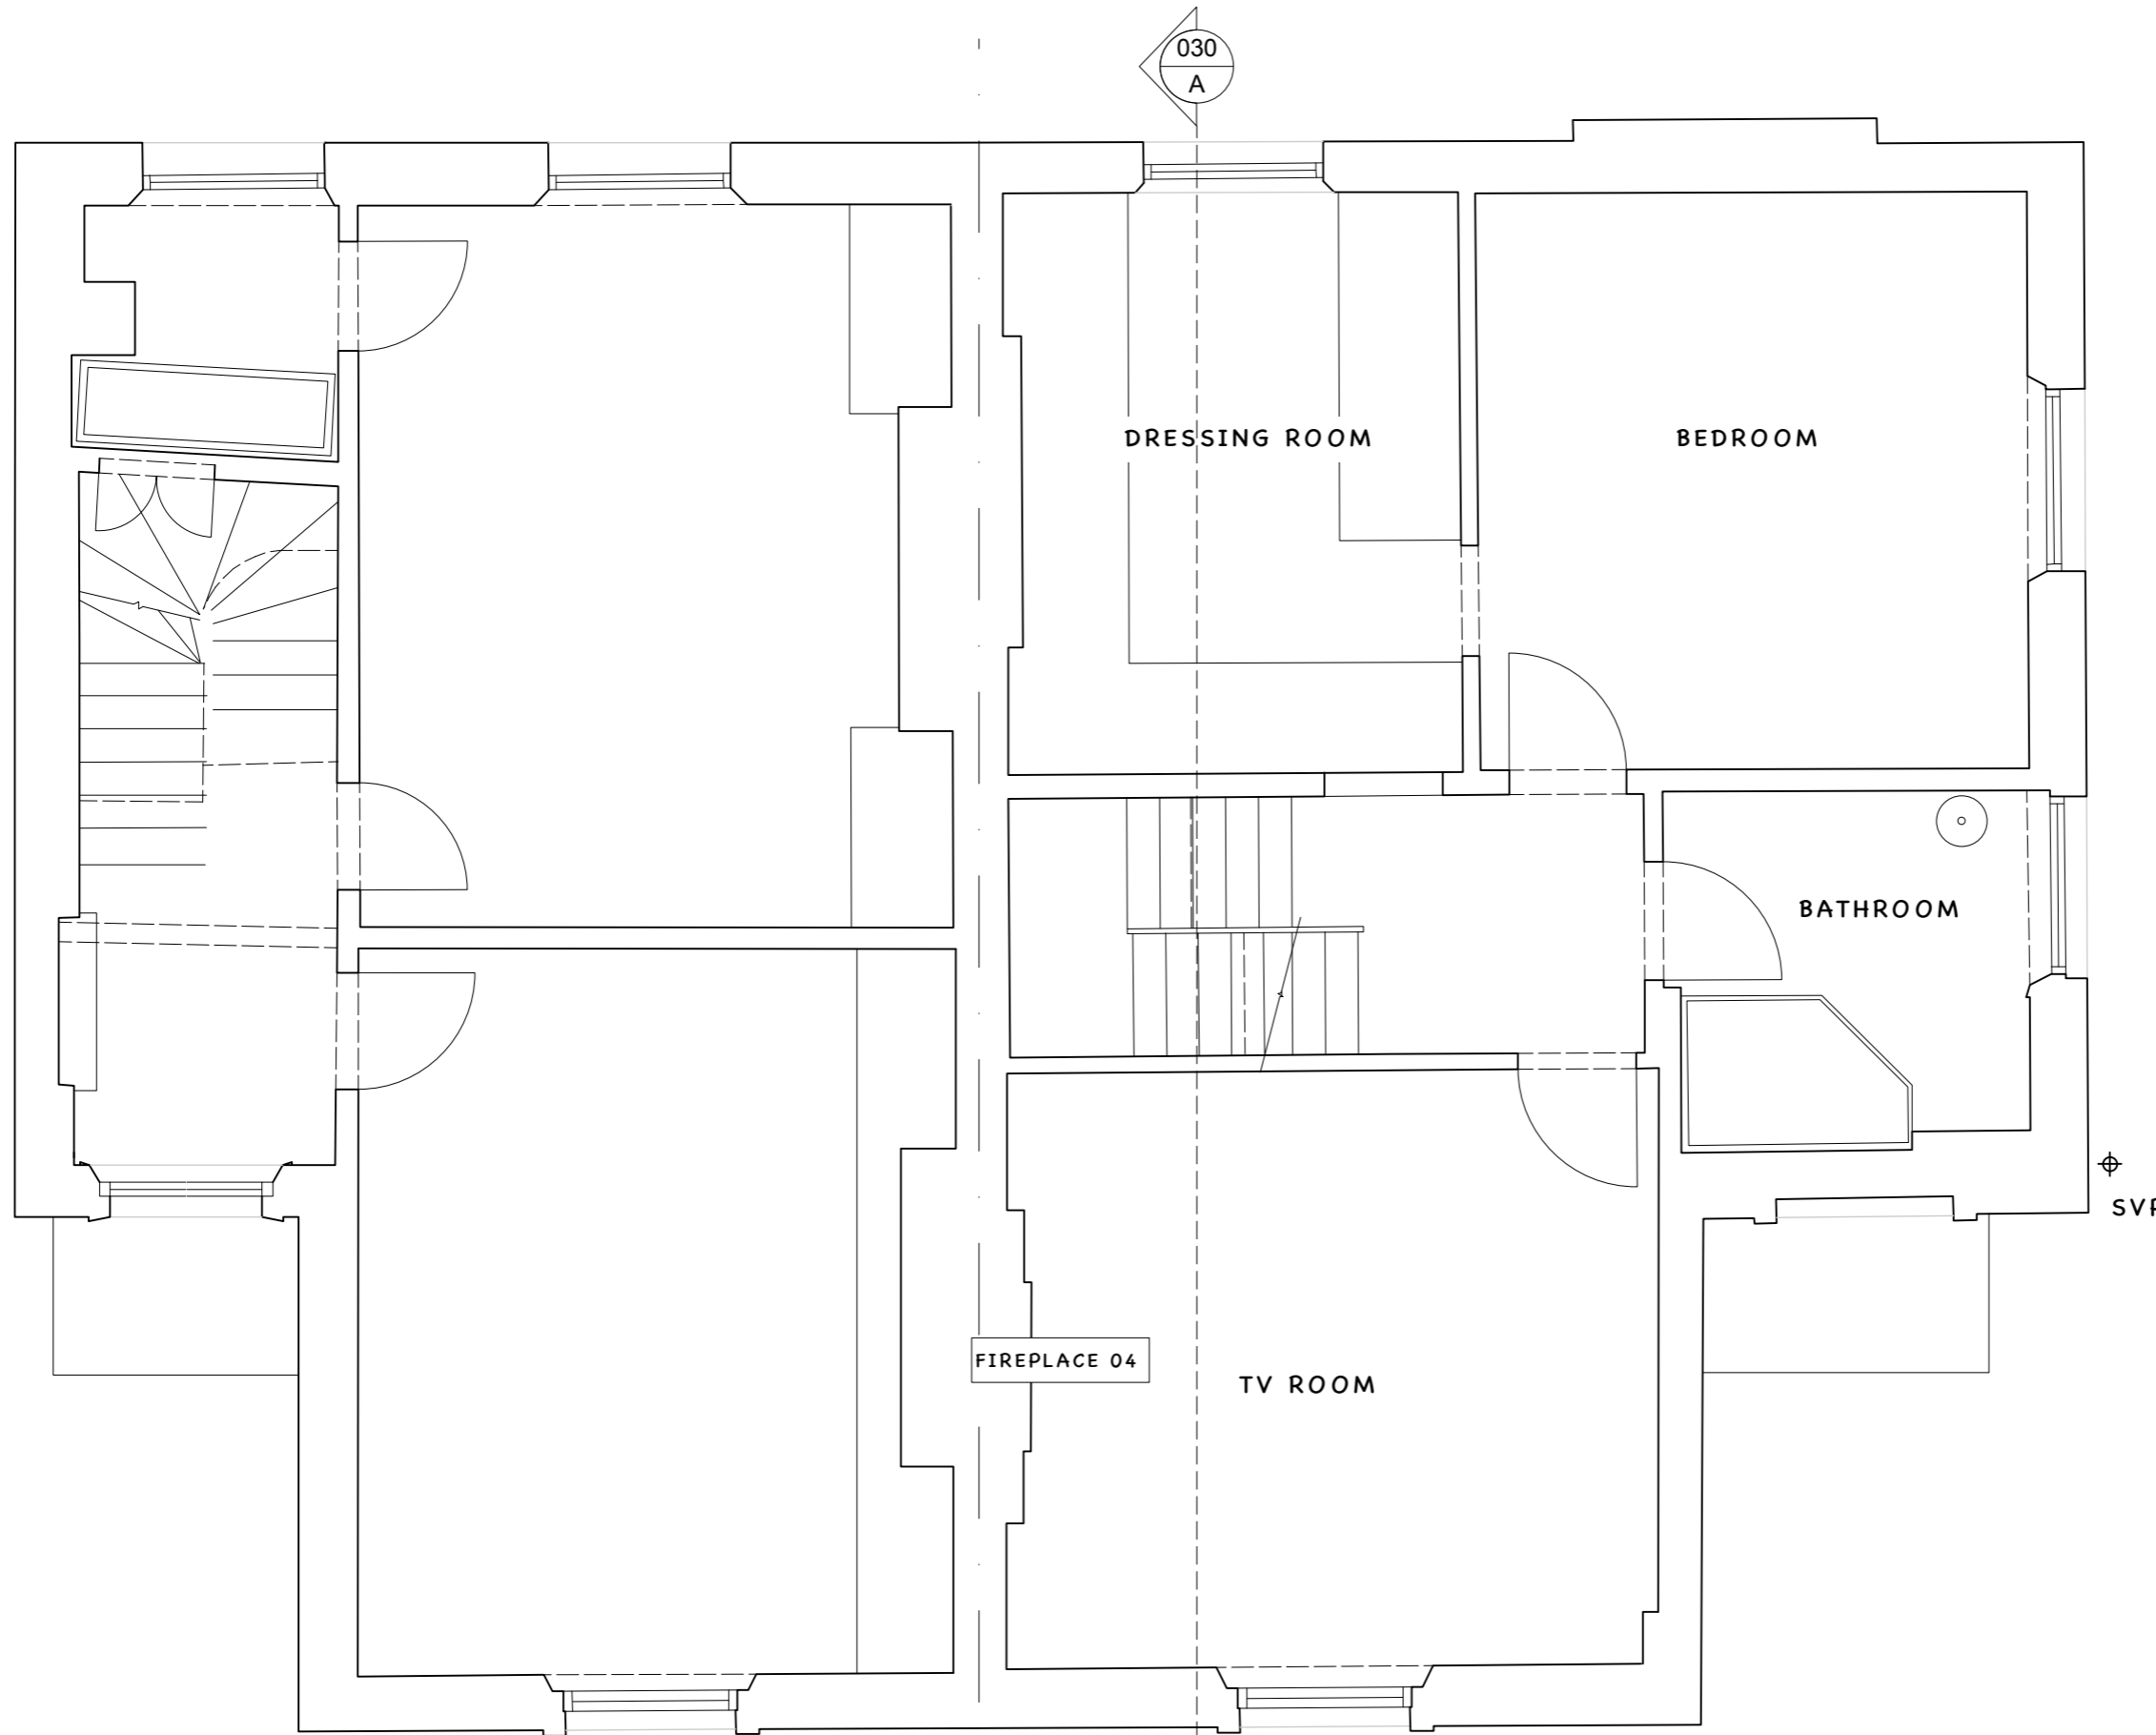 030
A
DRESSING ROOM
BEDROOM
BATHROOM
FIREPLACE 04
TV ROOM